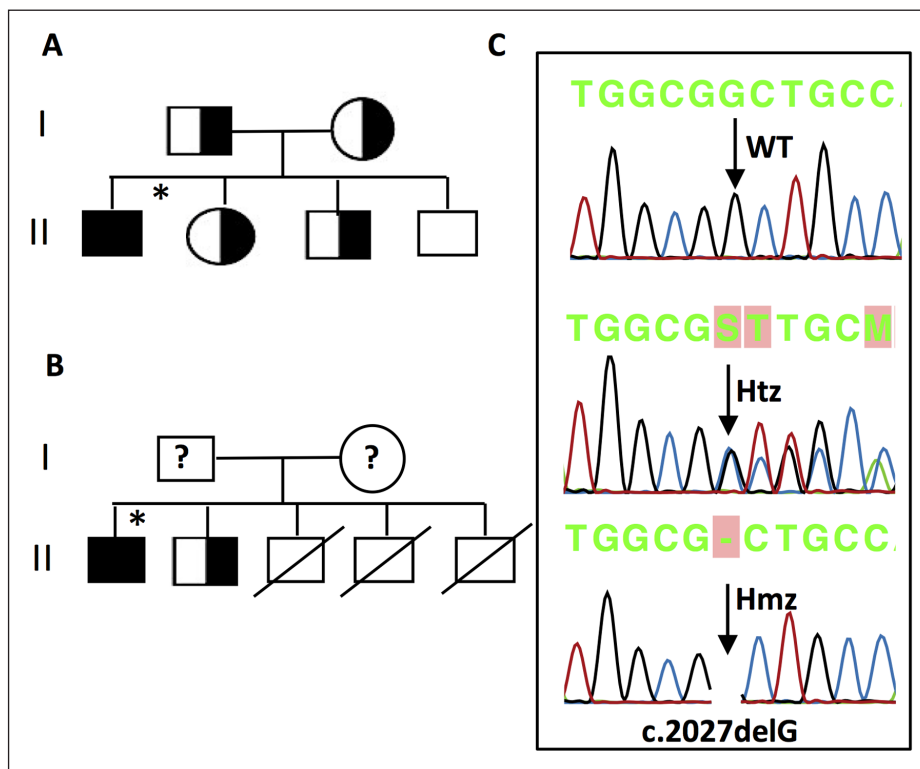 A
I
*
II
B
I
? ?
*
II
C
TGGCGGCTGCC
WT
TGGCGSTTGCM
Htz
TGGCG-CTGCC
Hmz
c.2027delG